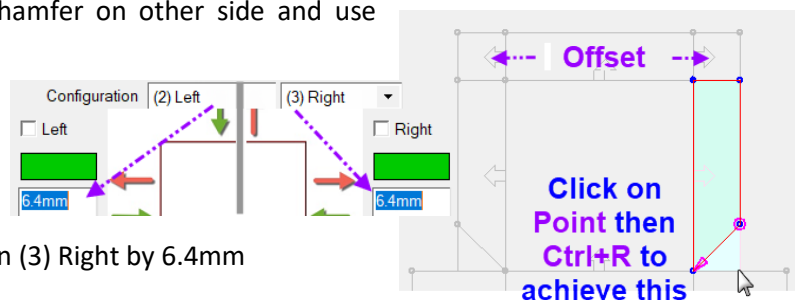 hamfer on other side and use
Offset
Configuration (2) Left (3) Right
Left Right
6.4mm 6.4mm
Click on
Point then
Ctrl+R to
achieve this
n (3) Right by 6.4mm